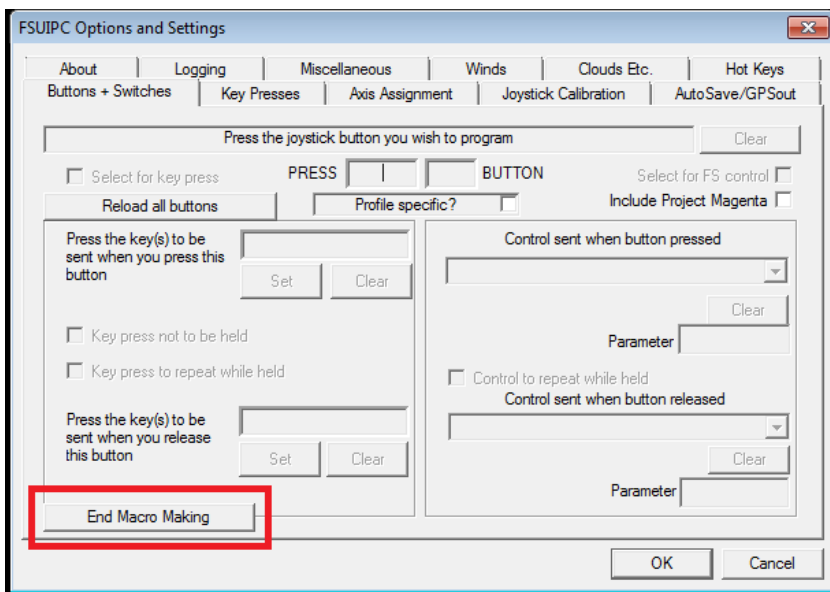 FSUIPC Options and Settings
About Logging Miscellaneous Winds Clouds Etc. Hot Keys
Buttons + Switches Key Presses Axis Assignment Joystick Calibration AutoSave/GPSout
Press the joystick button you wish to program Clear
Select for key press PRESS BUTTON Select for FS control
Reload all buttons Profile specific? Include Project Magenta
Press the key(s) to be
sent when you press this
button
Set Clear
Key press not to be held
Key press to repeat while held
Press the key(s) to be
sent when you release
this button
Set Clear
End Macro Making
Control sent when button pressed
Clear
Parameter
Control to repeat while held
Control sent when button released
Clear
Parameter
OK Cancel